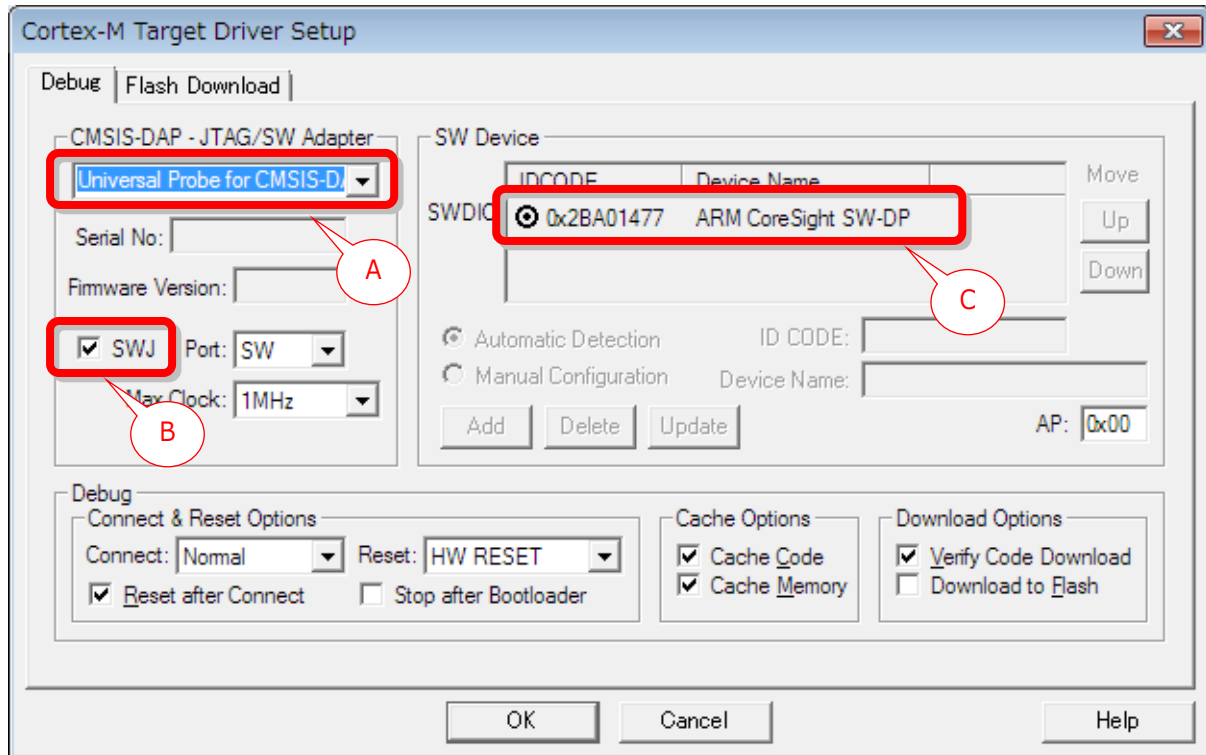 Cortex-M Target Driver Setup
Debug Flash Download
CMSIS-DAP - JTAG/SW Adapter
Universal Probe for CMSIS-DA
Serial No:
Firmware Version:
A
SWJ Port: SW
Max Clock: 1MHz
B
SW Device
IDCODE Device Name
SWDIO 0x2BA01477 ARM CoreSight SW-DP
C
Move
Up
Down
Automatic Detection ID CODE:
Manual Configuration Device Name:
Add Delete Update AP: 0x00
Debug
Connect & Reset Options
Connect: Normal Reset: HW RESET
Reset after Connect Stop after Bootloader
Cache Options
Cache Code
Cache Memory
Download Options
Verify Code Download
Download to Flash
OK Cancel Help